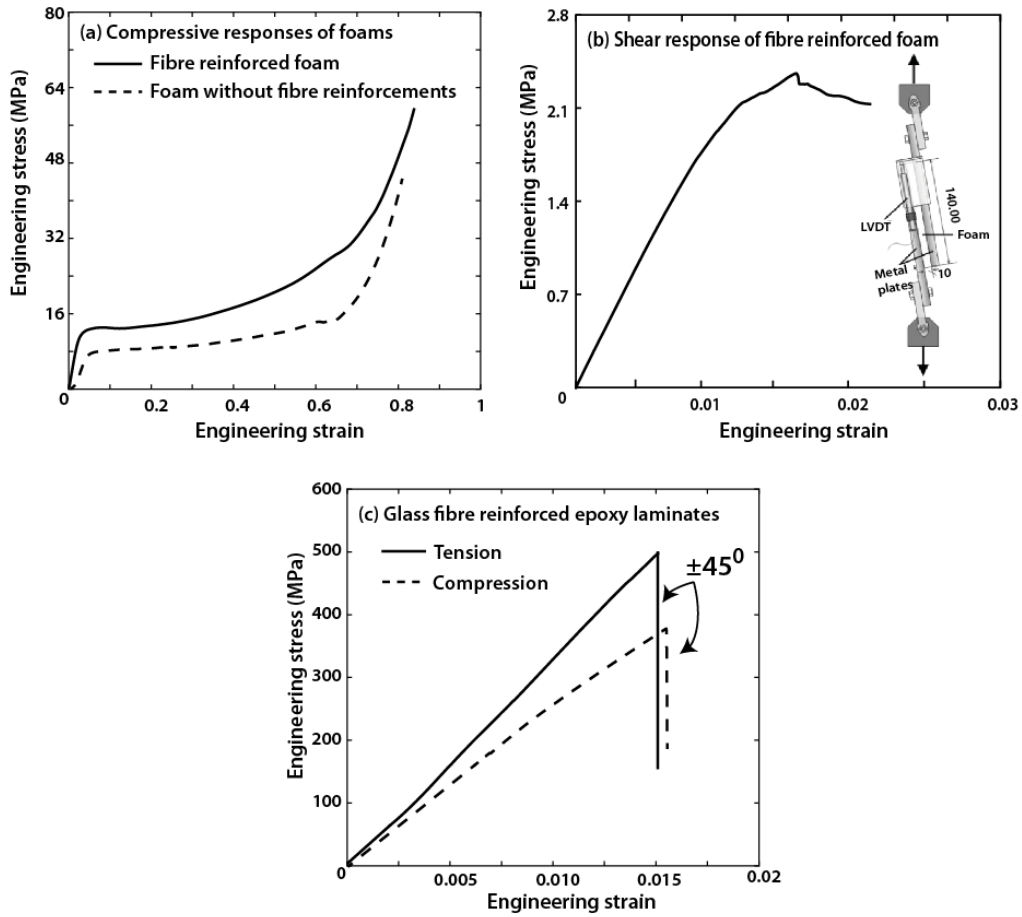 (a) Compressive responses of foams
Fibre reinforced foam
Foam without fibre reinforcements
Engineering stress (MPa)
80
64
48
32
16
0
0.2
0.4
0.6
0.8
1
Engineering strain
(b) Shear response of fibre reinforced foam
Engineering stress (MPa)
2.8
2.1
1.4
0.7
0
0.01
0.02
0.03
Engineering strain
140.00
LVDT
Foam
Metal
plates
10
(c) Glass fibre reinforced epoxy laminates
Tension
Compression
±45⁰
Engineering stress (MPa)
600
500
400
300
200
100
0
0.005
0.010
0.015
0.02
Engineering strain